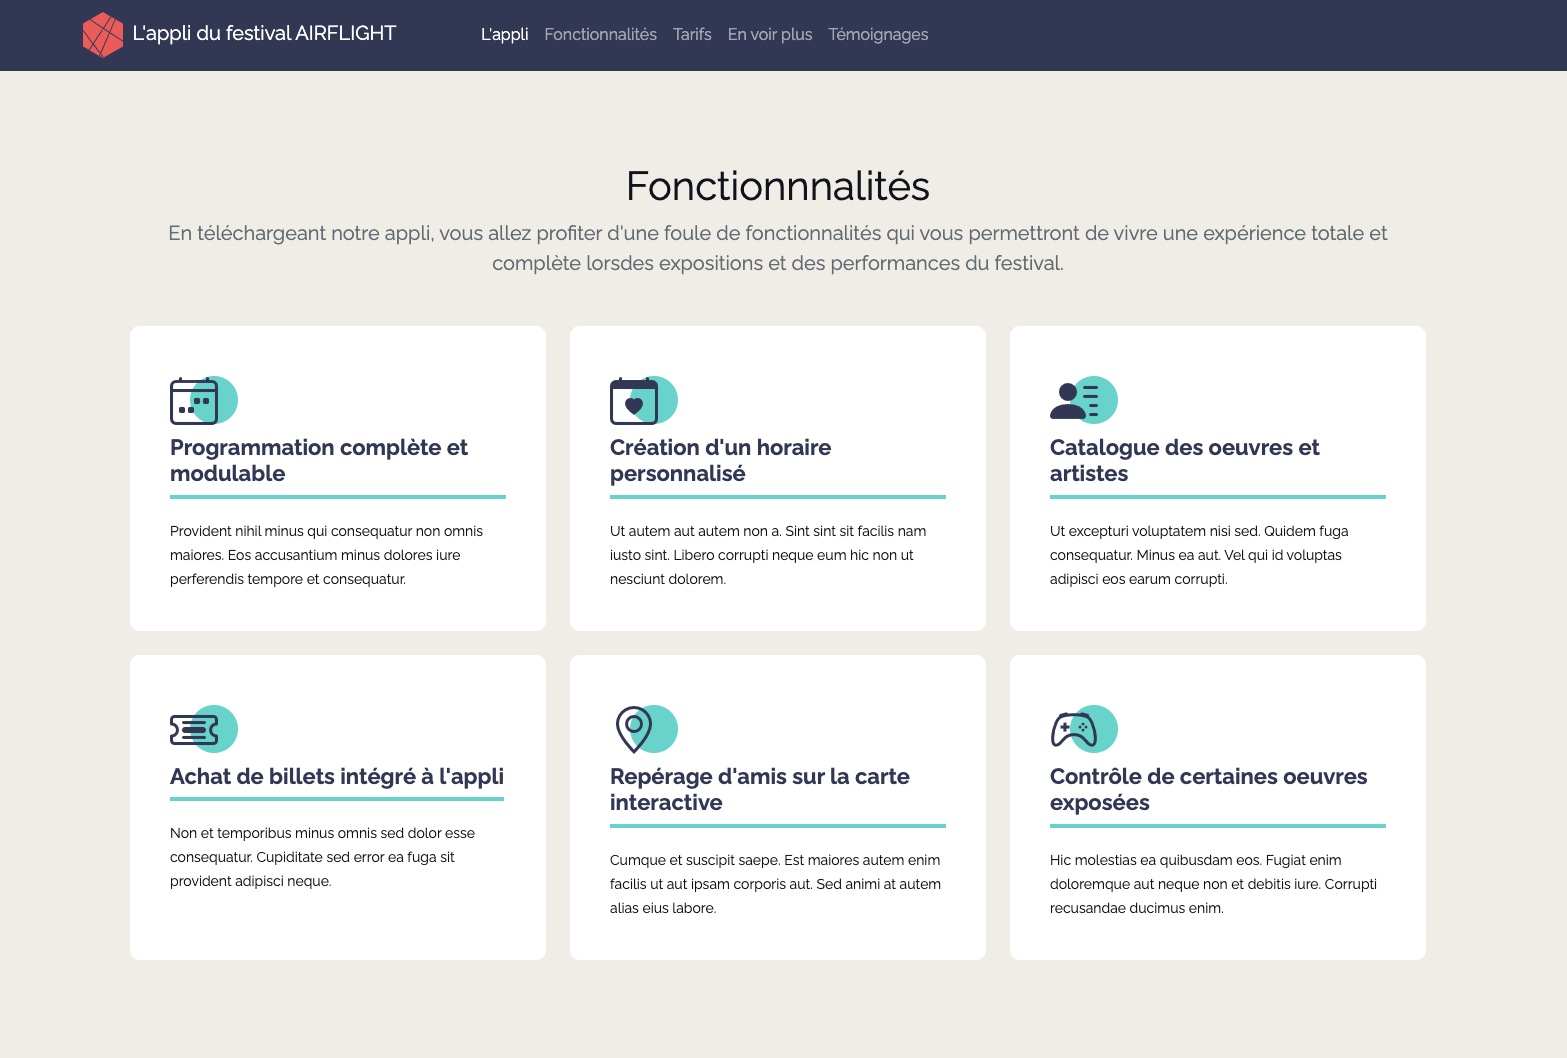 L'appli du festival AIRFLIGHT
L'appli Fonctionnalités Tarifs En voir plus Témoignages
Fonctionnnalités
En téléchargeant notre appli, vous allez profiter d'une foule de fonctionnalités qui vous permettront de vivre une expérience totale et
complète lorsdes expositions et des performances du festival.
Programmation complète et
modulable
Provident nihil minus qui consequatur non omnis
maiores. Eos accusantium minus dolores iure
perferendis tempore et consequatur.
Création d'un horaire
personnalisé
Ut autem aut autem non a. Sint sint sit facilis nam
iusto sint. Libero corrupti neque eum hic non ut
nesciunt dolorem.
Catalogue des oeuvres et
artistes
Ut excepturi voluptatem nisi sed. Quidem fuga
consequatur. Minus ea aut. Vel qui id voluptas
adipisci eos earum corrupti.
Achat de billets intégré à l'appli
Non et temporibus minus omnis sed dolor esse
consequatur. Cupiditate sed error ea fuga sit
provident adipisci neque.
Repérage d'amis sur la carte
interactive
Cumque et suscipit saepe. Est maiores autem enim
facilis ut aut ipsam corporis aut. Sed animi at autem
alias eius labore.
Contrôle de certaines oeuvres
exposées
Hic molestias ea quibusdam eos. Fugiat enim
doloremque aut neque non et debitis iure. Corrupti
recusandae ducimus enim.